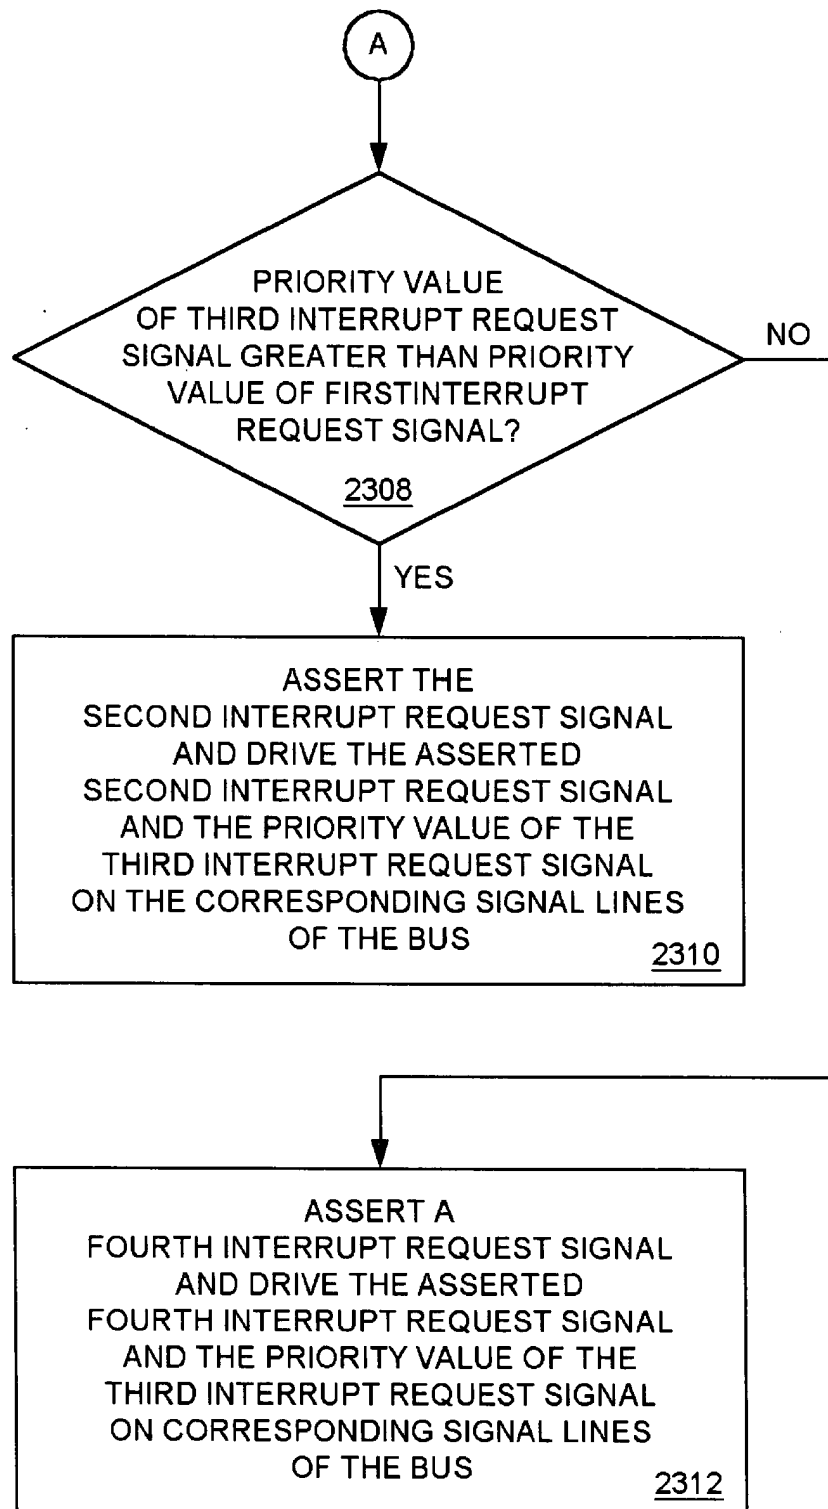 A
PRIORITY VALUE
OF THIRD INTERRUPT REQUEST
SIGNAL GREATER THAN PRIORITY
VALUE OF FIRSTINTERRUPT
REQUEST SIGNAL?
2308
NO
YES
ASSERT THE
SECOND INTERRUPT REQUEST SIGNAL
AND DRIVE THE ASSERTED
SECOND INTERRUPT REQUEST SIGNAL
AND THE PRIORITY VALUE OF THE
THIRD INTERRUPT REQUEST SIGNAL
ON THE CORRESPONDING SIGNAL LINES
OF THE BUS
2310
ASSERT A
FOURTH INTERRUPT REQUEST SIGNAL
AND DRIVE THE ASSERTED
FOURTH INTERRUPT REQUEST SIGNAL
AND THE PRIORITY VALUE OF THE
THIRD INTERRUPT REQUEST SIGNAL
ON CORRESPONDING SIGNAL LINES
OF THE BUS
2312